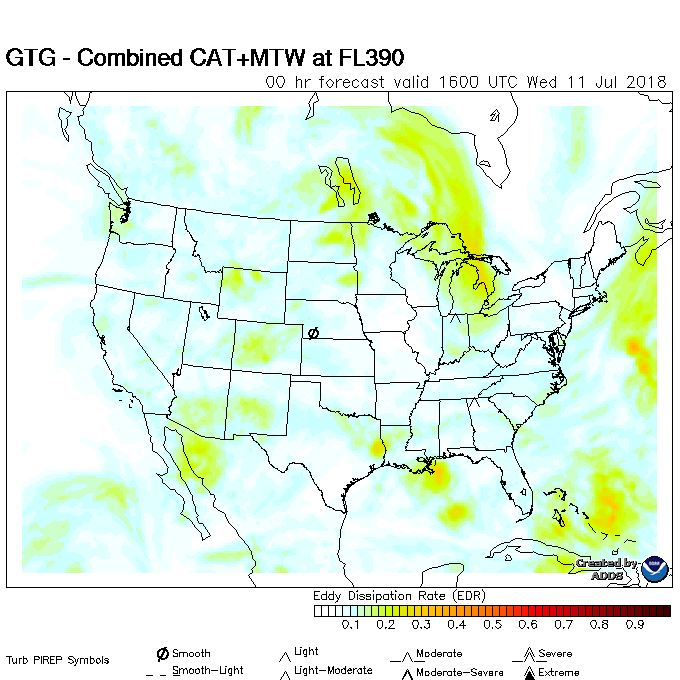 GTG - Combined CAT+MTW at FL390
00 hr forecast valid 1600 UTC Wed 11 Jul 2018
Created by
ADDS
Eddy Dissipation Rate (EDR)
0.1 0.2 0.3 0.4 0.5 0.6 0.7 0.8 0.9
Turb PIREP Symbols
Smooth Light Moderate Severe
Smooth-Light Light-Moderate Moderate-Severe Extreme